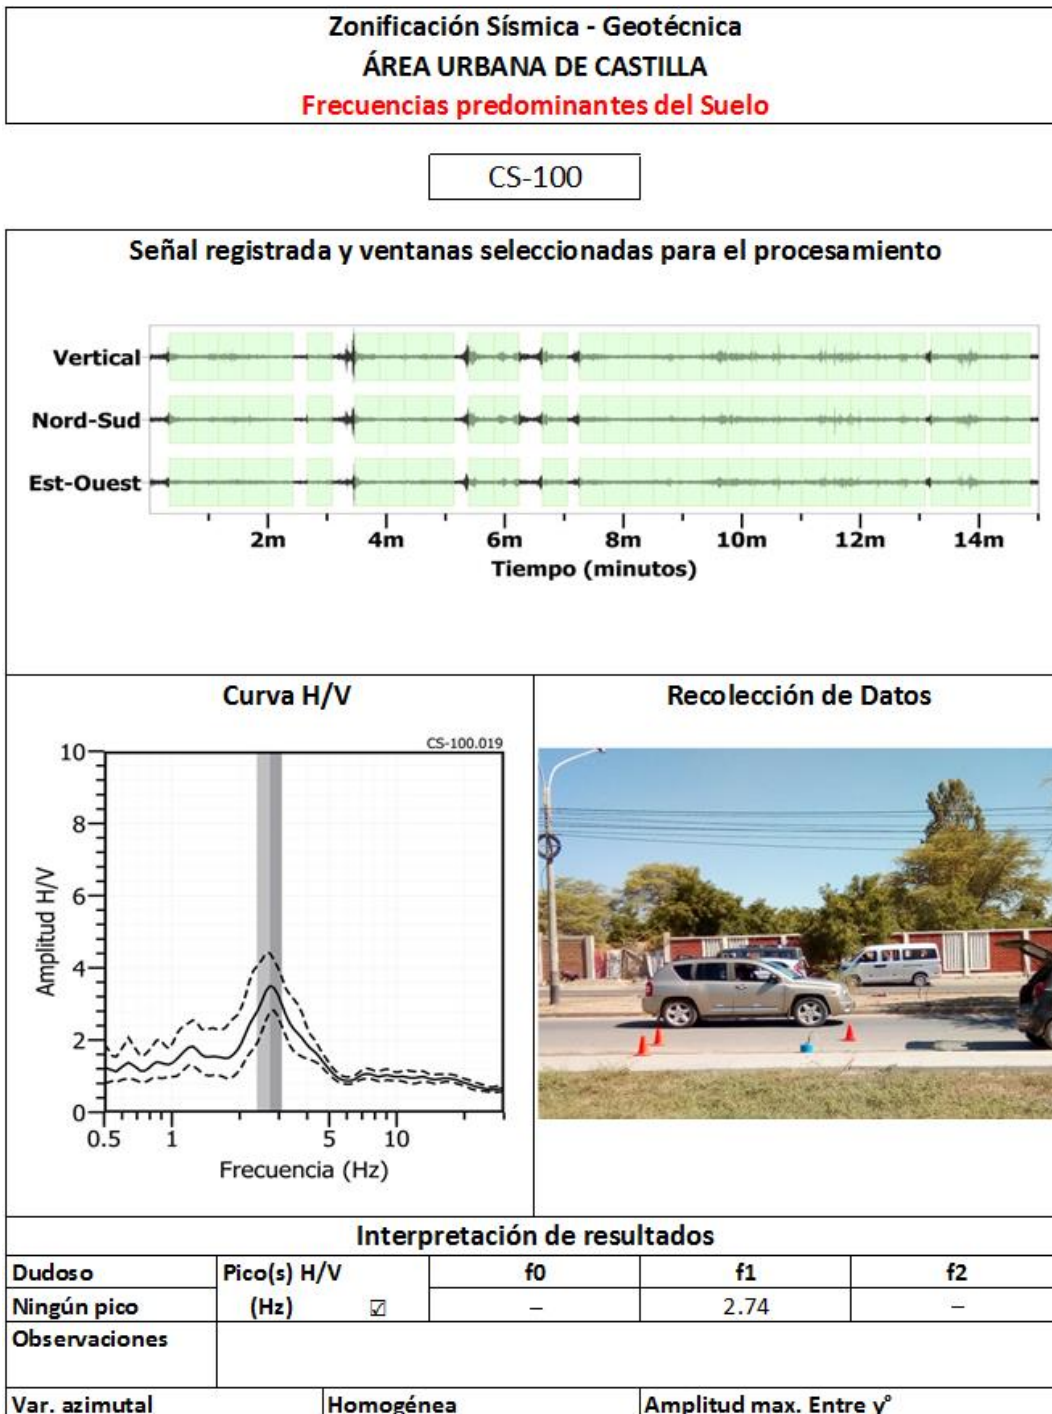 Zonificación Sísmica - Geotécnica
ÁREA URBANA DE CASTILLA
Frecuencias predominantes del Suelo
CS-100
Señal registrada y ventanas seleccionadas para el procesamiento
Vertical
Nord-Sud
Est-Ouest
2m 4m 6m 8m 10m 12m 14m
Tiempo (minutos)
Curva H/V
CS-100.019
10
8
6
4
2
0
Amplitud H/V
0.5 1 5 10
Frecuencia (Hz)
Recolección de Datos
Interpretación de resultados
Dudoso Pico(s) H/V f0 f1 f2
Ningún pico (Hz) ☑ – 2.74 –
Observaciones
Var. azimutal Homogénea Amplitud max. Entre y°